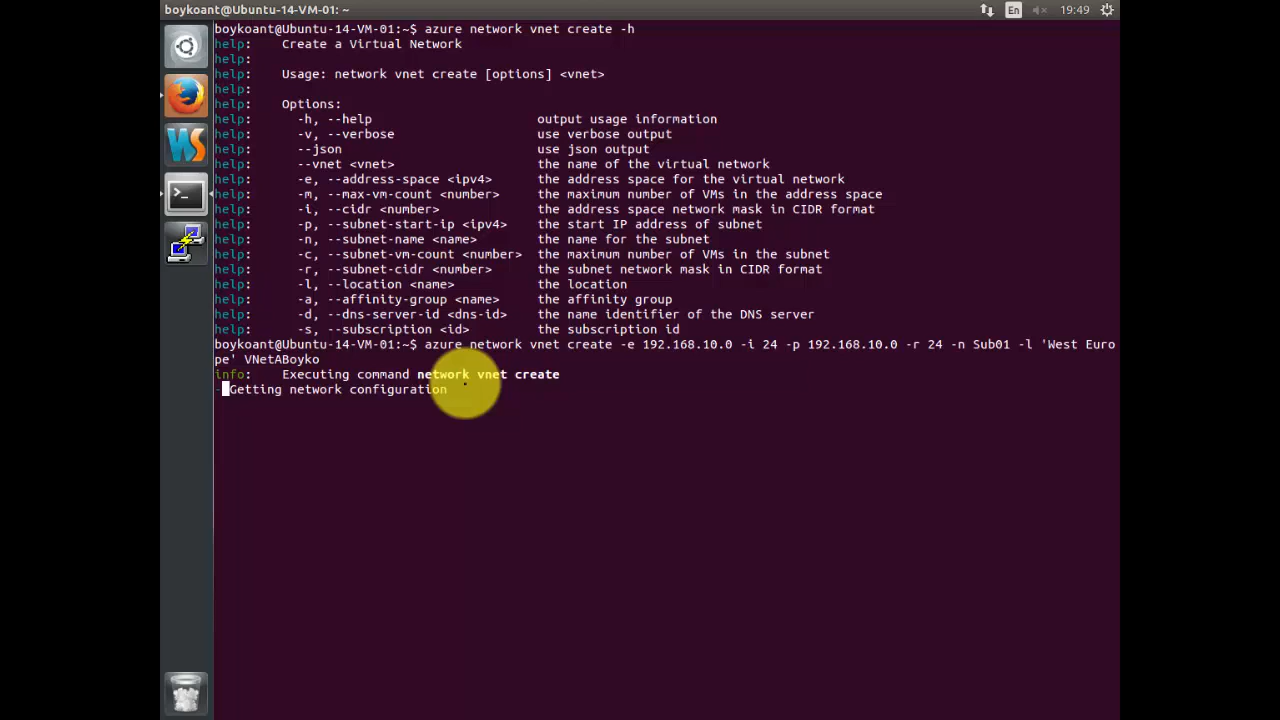 boykoant@Ubuntu-14-VM-01: ~
En
19:49
boykoant@Ubuntu-14-VM-01:~$ azure network vnet create -h
help:    Create a Virtual Network
help:
help:    Usage: network vnet create [options] <vnet>
help:
help:    Options:
help:      -h, --help                      output usage information
help:      -v, --verbose                   use verbose output
help:      --json                          use json output
help:      --vnet <vnet>                   the name of the virtual network
help:      -e, --address-space <ipv4>      the address space for the virtual network
help:      -m, --max-vm-count <number>     the maximum number of VMs in the address space
help:      -i, --cidr <number>             the address space network mask in CIDR format
help:      -p, --subnet-start-ip <ipv4>    the start IP address of subnet
help:      -n, --subnet-name <name>        the name for the subnet
help:      -c, --subnet-vm-count <number>  the maximum number of VMs in the subnet
help:      -r, --subnet-cidr <number>      the subnet network mask in CIDR format
help:      -l, --location <name>           the location
help:      -a, --affinity-group <name>     the affinity group
help:      -d, --dns-server-id <dns-id>    the name identifier of the DNS server
help:      -s, --subscription <id>         the subscription id
boykoant@Ubuntu-14-VM-01:~$ azure network vnet create -e 192.168.10.0 -i 24 -p 192.168.10.0 -r 24 -n Sub01 -l 'West Euro
pe' VNetABoyko
info:    Executing command network vnet create
- Getting network configuration